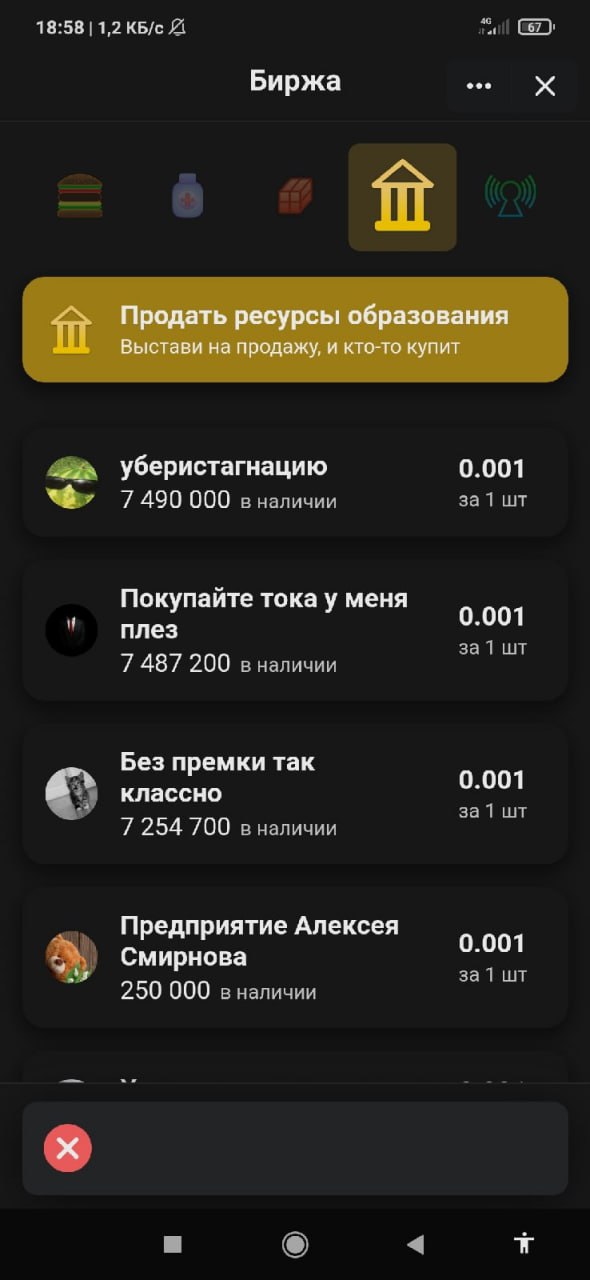 18:58 | 1,2 КБ/с
4G
67
Биржа
Продать ресурсы образования
Выстави на продажу, и кто-то купит
уберистагнацию
0.001
7 490 000 в наличии
за 1 шт
Покупайте тока у меня
плез
0.001
7 487 200 в наличии
за 1 шт
Без премки так
классно
0.001
7 254 700 в наличии
за 1 шт
Предприятие Алексея
Смирнова
0.001
250 000 в наличии
за 1 шт